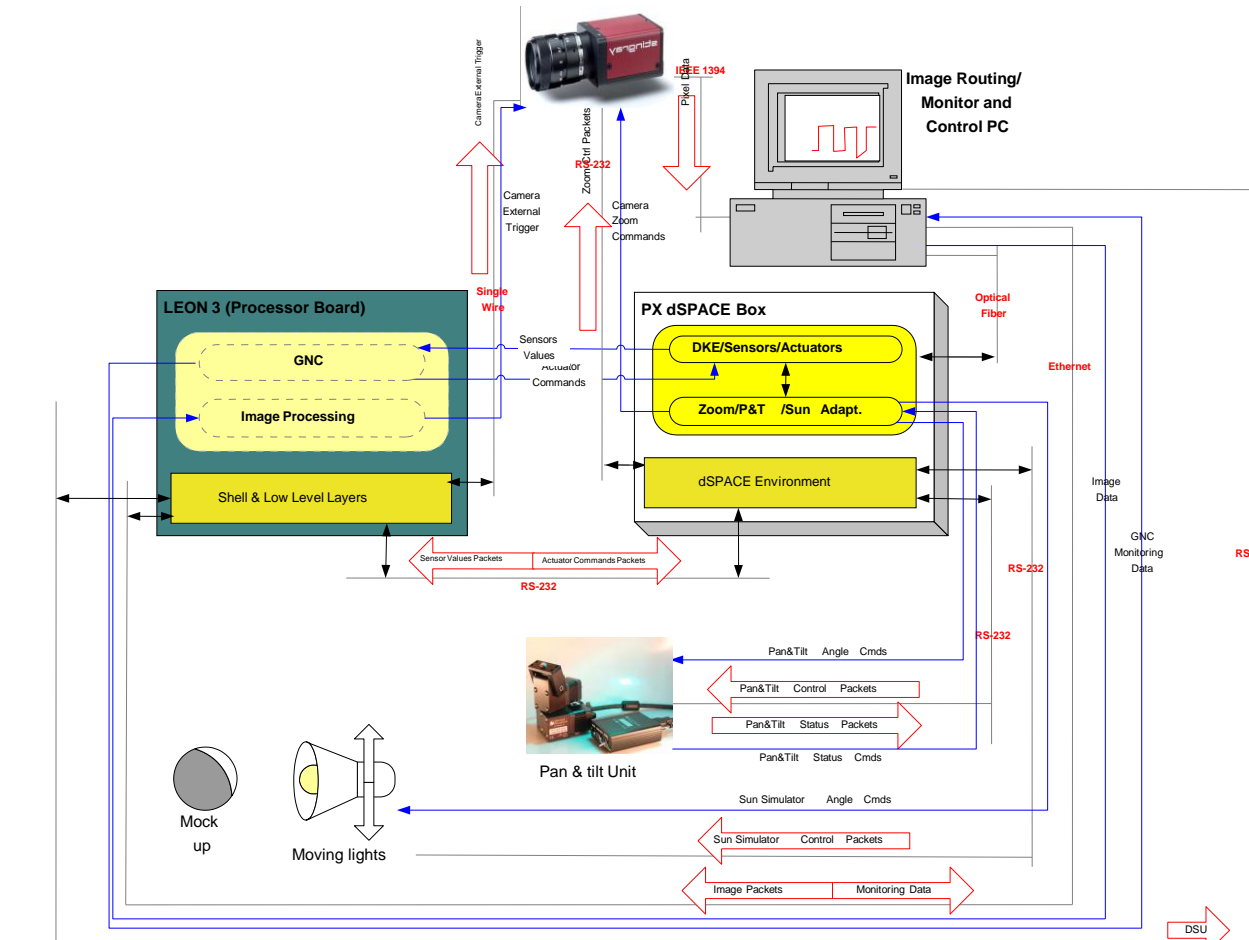 Camera External Trigger
IEEE 1394
Pixel Data
Image Routing/
Monitor and
Control PC
Zoom Ctrl Packets
RS-232
Camera
External
Trigger
Camera
Zoom
Commands
LEON 3 (Processor Board)
Single
Wire
PX dSPACE Box
Optical
Fiber
GNC
Sensors
Values
Actuator
Commands
DKE/Sensors/Actuators
Ethernet
Image Processing
Zoom/P&T /Sun Adapt.
Shell & Low Level Layers
dSPACE Environment
Image
Data
GNC
Monitoring
Data
Sensor Values Packets
Actuator Commands Packets
RS-232
RS-232
RS
RS-232
Pan&Tilt Angle Cmds
Pan&Tilt Control Packets
Pan&Tilt Status Packets
Pan&Tilt Status Cmds
Pan & tilt Unit
Sun Simulator Angle Cmds
Mock
up
Moving lights
Sun Simulator Control Packets
Image Packets
Monitoring Data
DSU